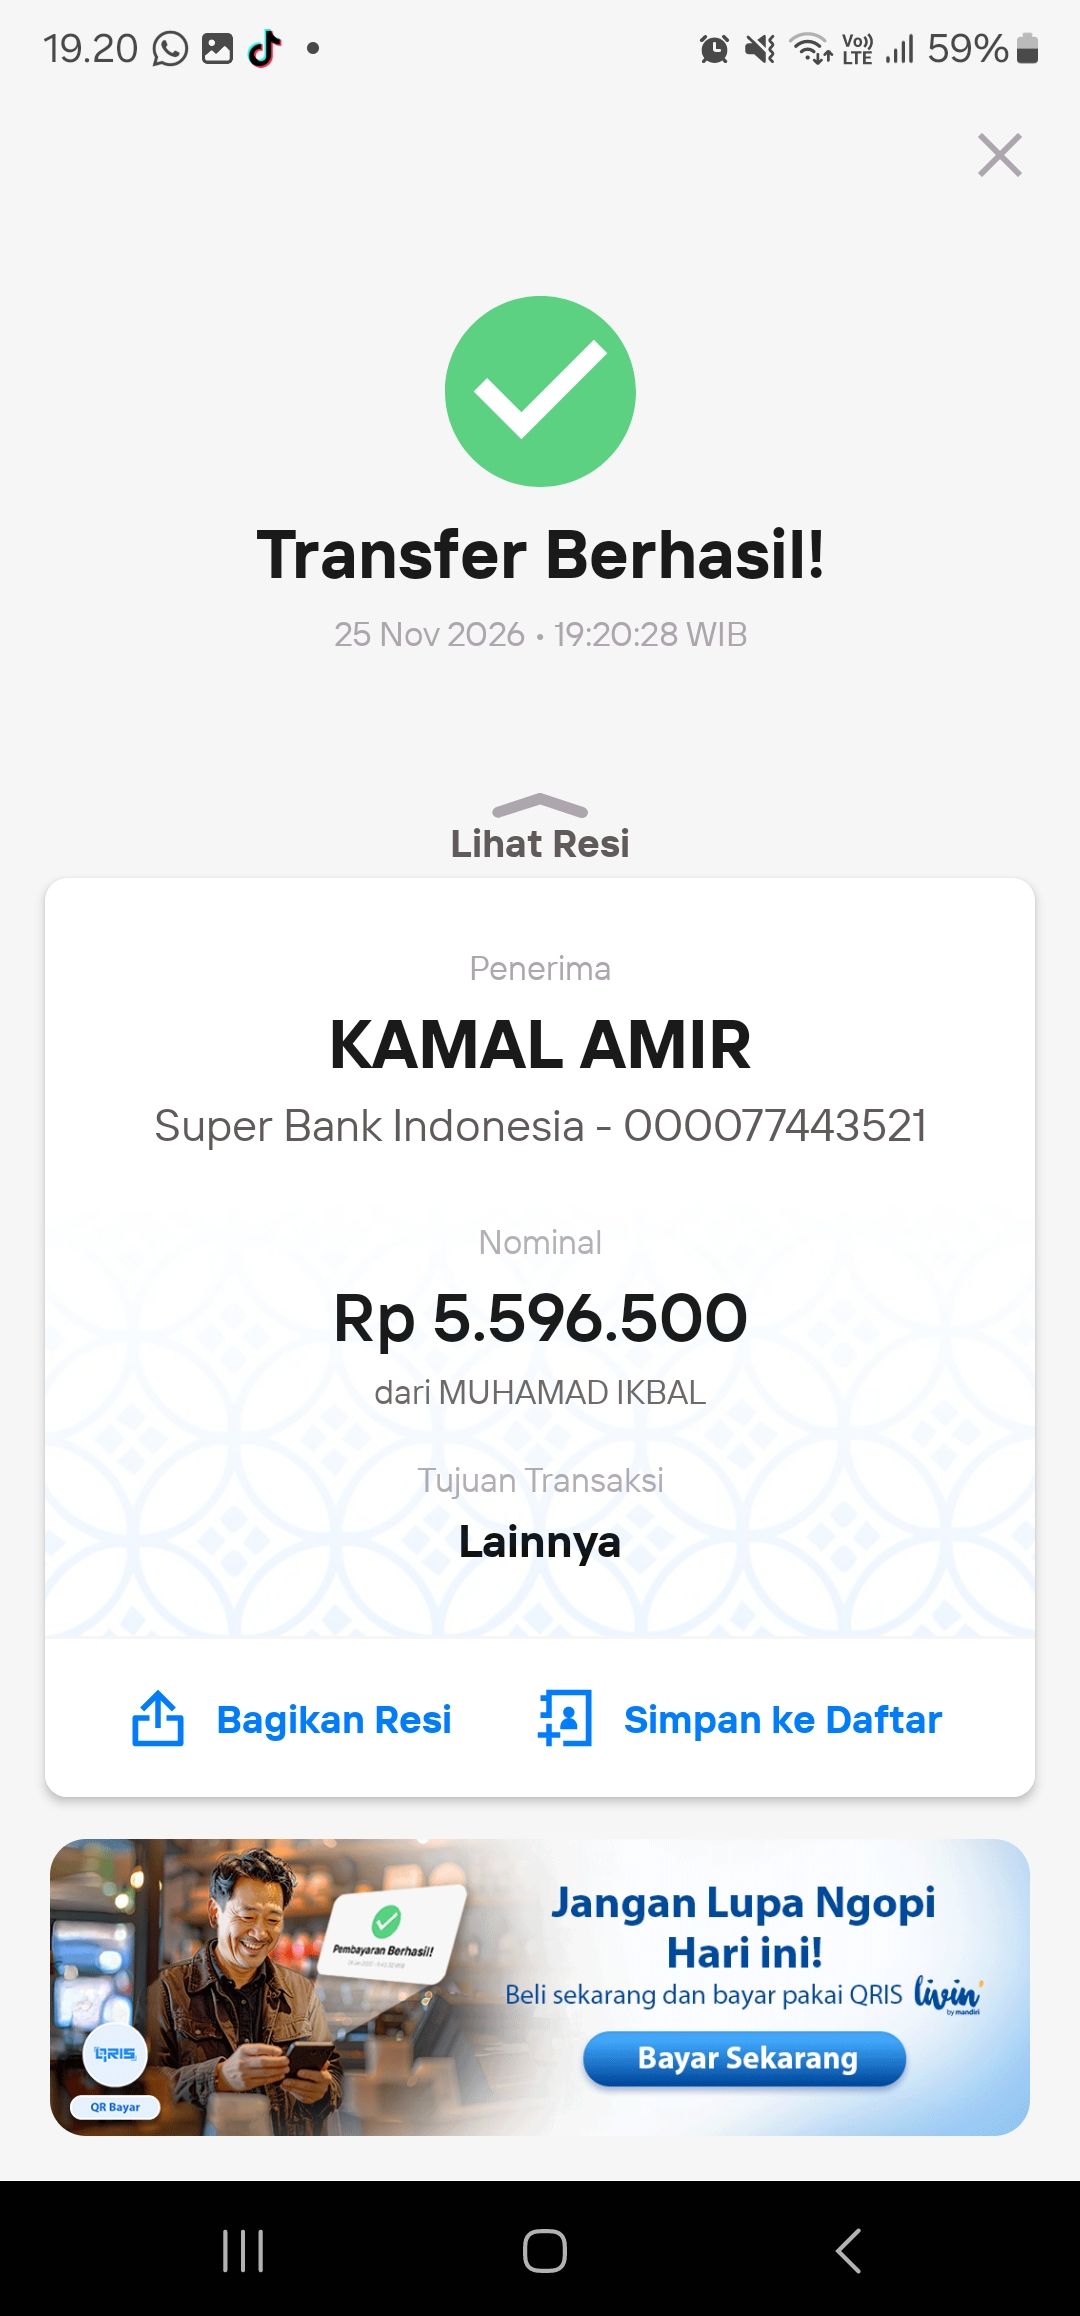 19.20
Vo))
LTE
59%
Transfer Berhasil!
25 Nov 2026 • 19:20:28 WIB
Lihat Resi
Penerima
KAMAL AMIR
Super Bank Indonesia - 000077443521
Nominal
Rp 5.596.500
dari MUHAMAD IKBAL
Tujuan Transaksi
Lainnya
Bagikan Resi
Simpan ke Daftar
Pembayaran Berhasil!
QRIS
QR Bayar
Jangan Lupa Ngopi
Hari ini!
Beli sekarang dan bayar pakai QRIS livin'
by mandiri
Bayar Sekarang